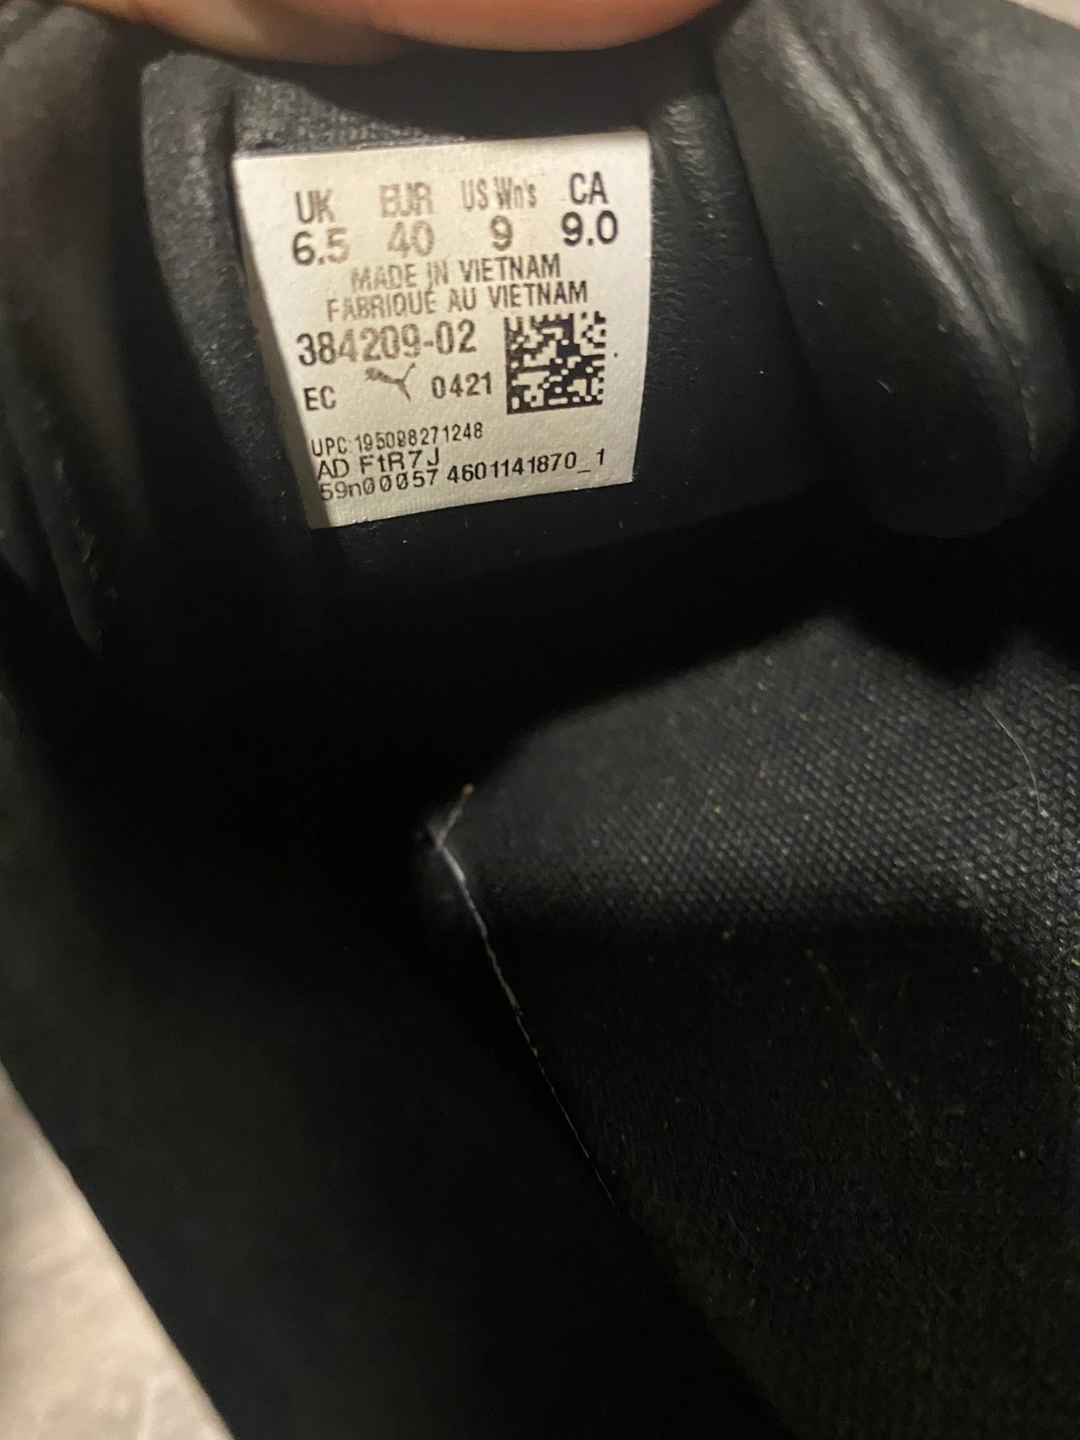 UK EUR US Wn's CA
6.5 40 9 9.0
MADE IN VIETNAM
FABRIQUÉ AU VIETNAM
384209-02
EC 0421
UPC:195098271248
AD FtR7J
59n00057 4601141870_1